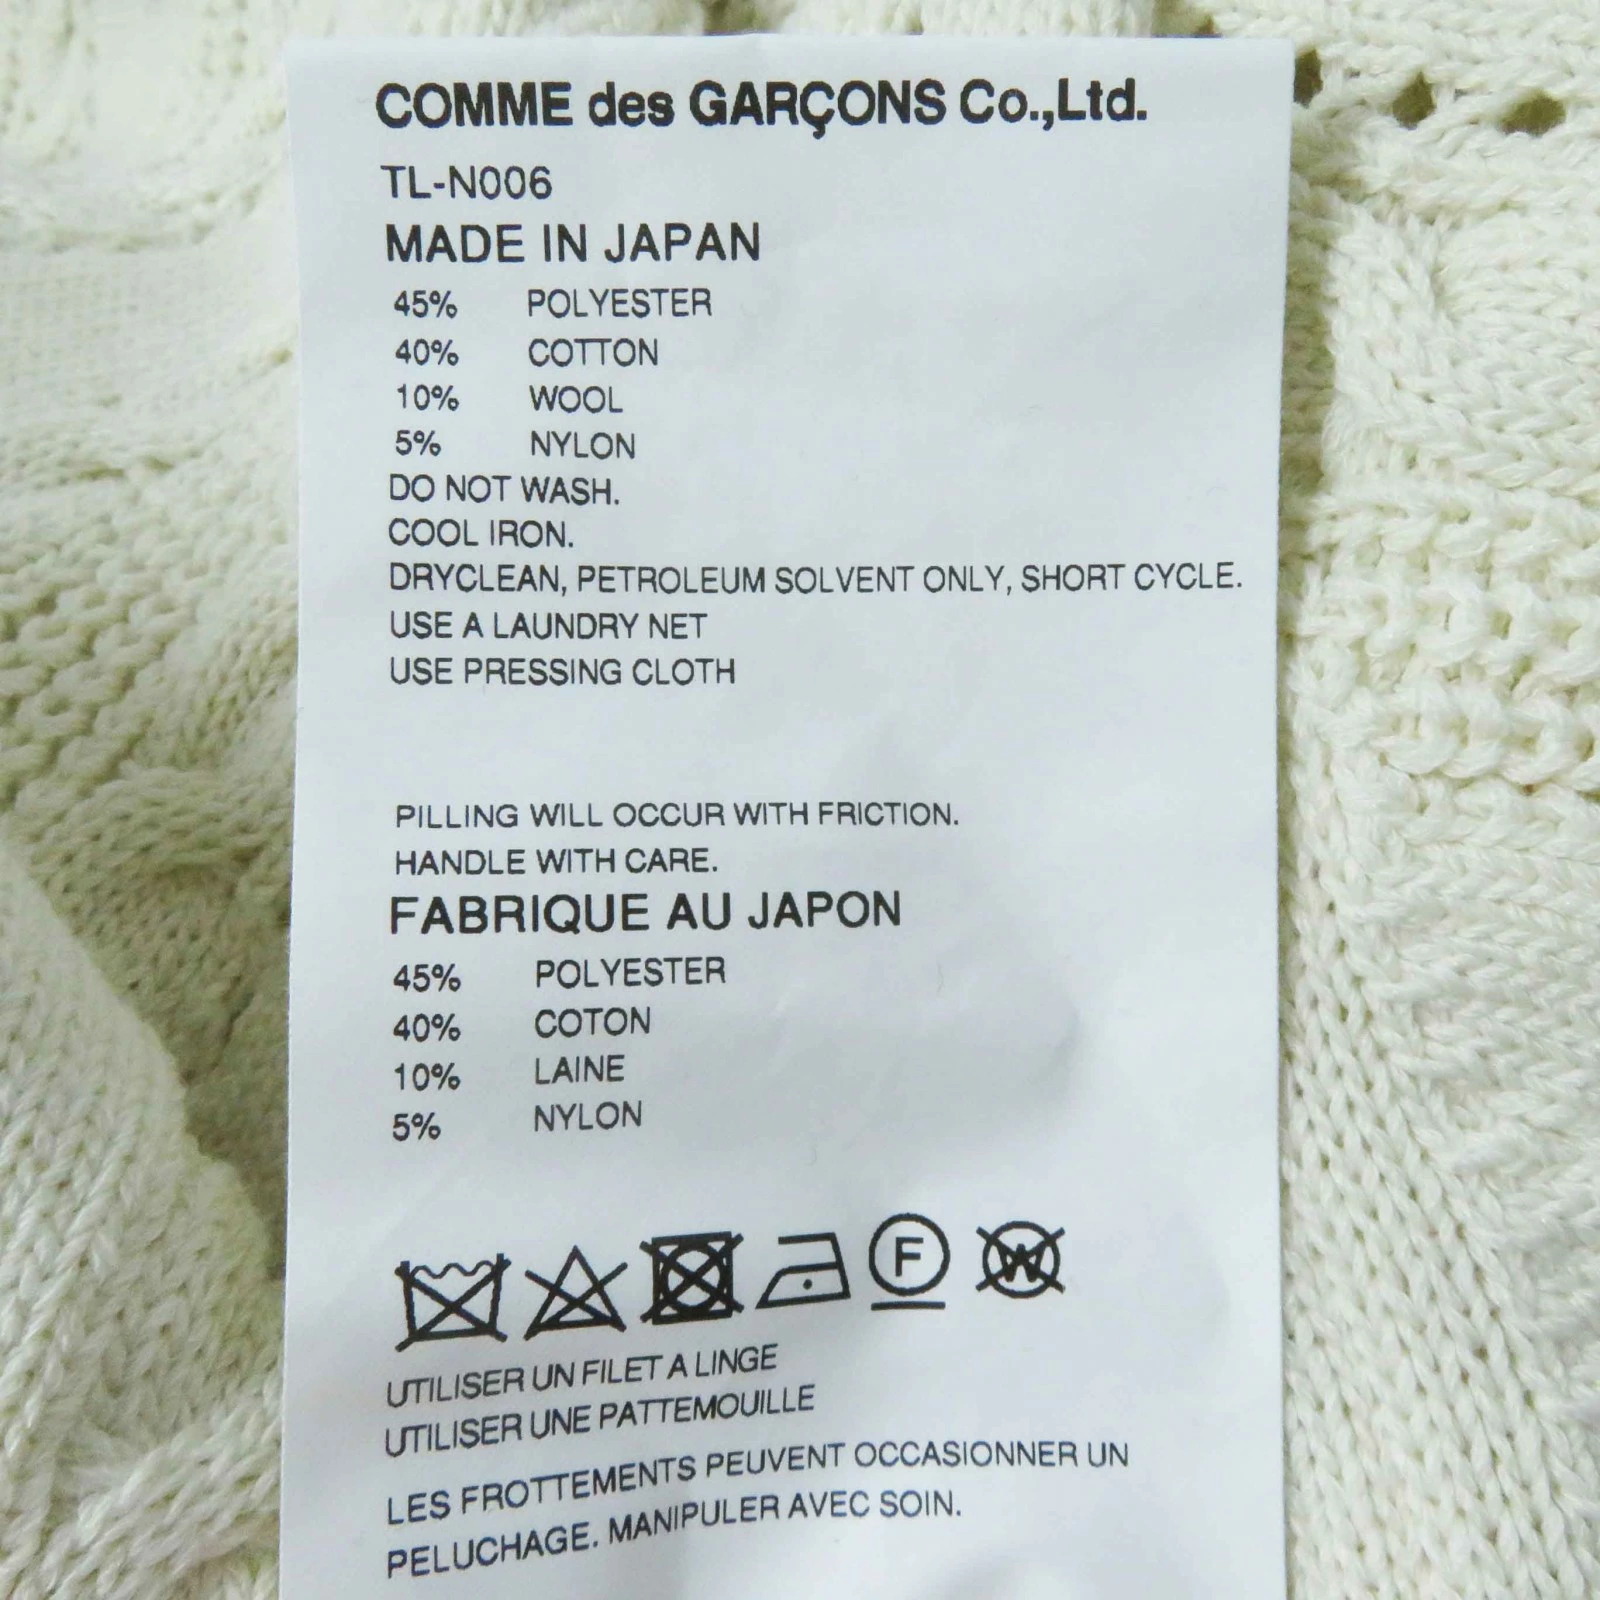 COMME des GARÇONS Co.,Ltd.
TL-N006
MADE IN JAPAN
45% POLYESTER
40% COTTON
10% WOOL
5% NYLON
DO NOT WASH.
COOL IRON.
DRYCLEAN, PETROLEUM SOLVENT ONLY, SHORT CYCLE.
USE A LAUNDRY NET
USE PRESSING CLOTH
PILLING WILL OCCUR WITH FRICTION.
HANDLE WITH CARE.
FABRIQUE AU JAPON
45% POLYESTER
40% COTON
10% LAINE
5% NYLON
F W
UTILISER UN FILET A LINGE
UTILISER UNE PATTEMOUILLE
LES FROTTEMENTS PEUVENT OCCASIONNER UN
PELUCHAGE. MANIPULER AVEC SOIN.